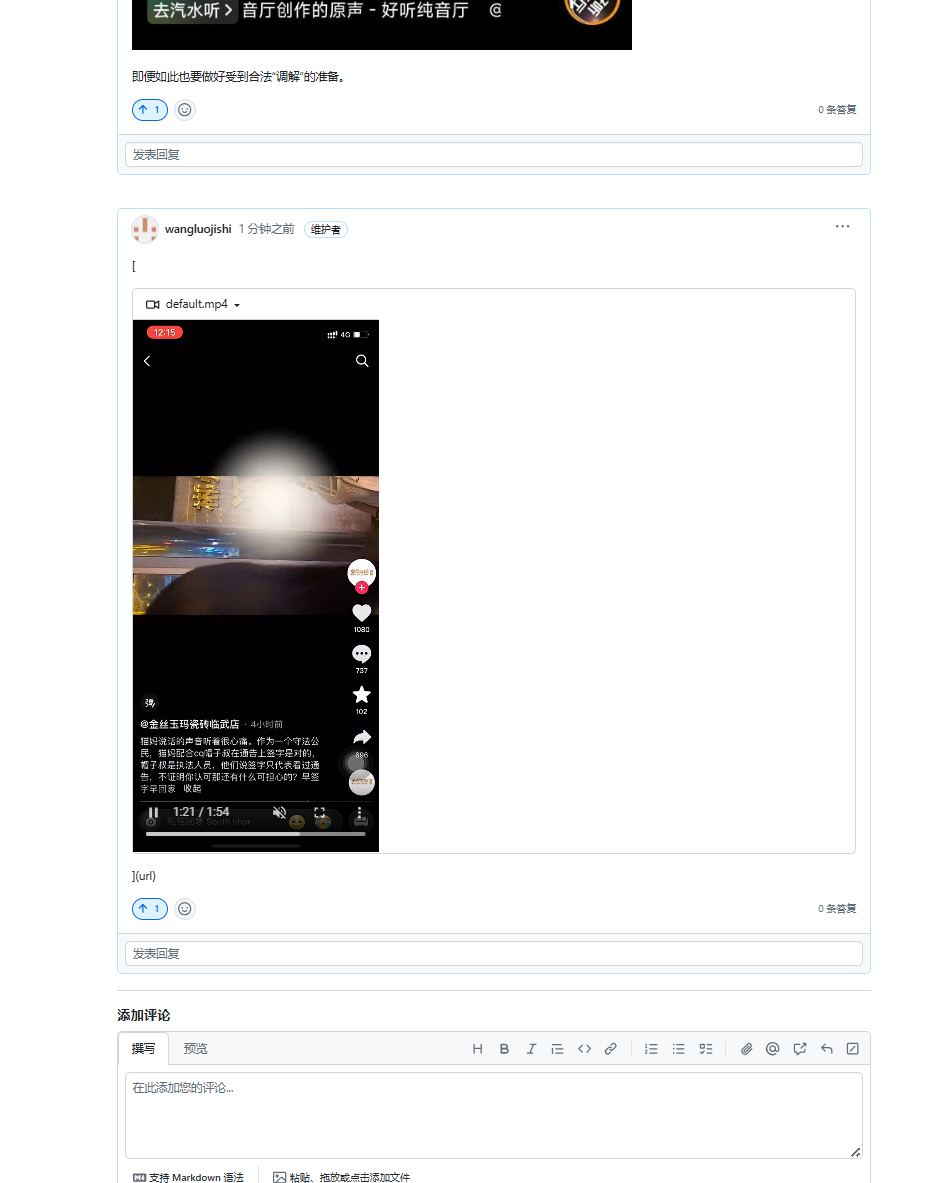 去汽水听 > 音厅创作的原声 - 好听纯音厅 @
即便如此也要做好受到合法“调解”的准备。
1
0 条答复
发表回复
wangluojishi 1 分钟之前 维护者
[
default.mp4
12:15
4G
1080
737
102
@金丝玉玛瓷砖临武店 · 4小时前
猫妈说话的声音听着很心痛，作为一个守法公
民，猫妈配合cq帽子叔在通告上签字是对的，
帽子叔是执法人员，他们说签字只代表看过通
告，不证明你认可那还有什么可担心的？早签
字早回家 收起
896
1:21 / 1:54
](url)
1
0 条答复
发表回复
添加评论
撰写
预览
在此添加您的评论...
支持 Markdown 语法
粘贴、拖放或点击添加文件